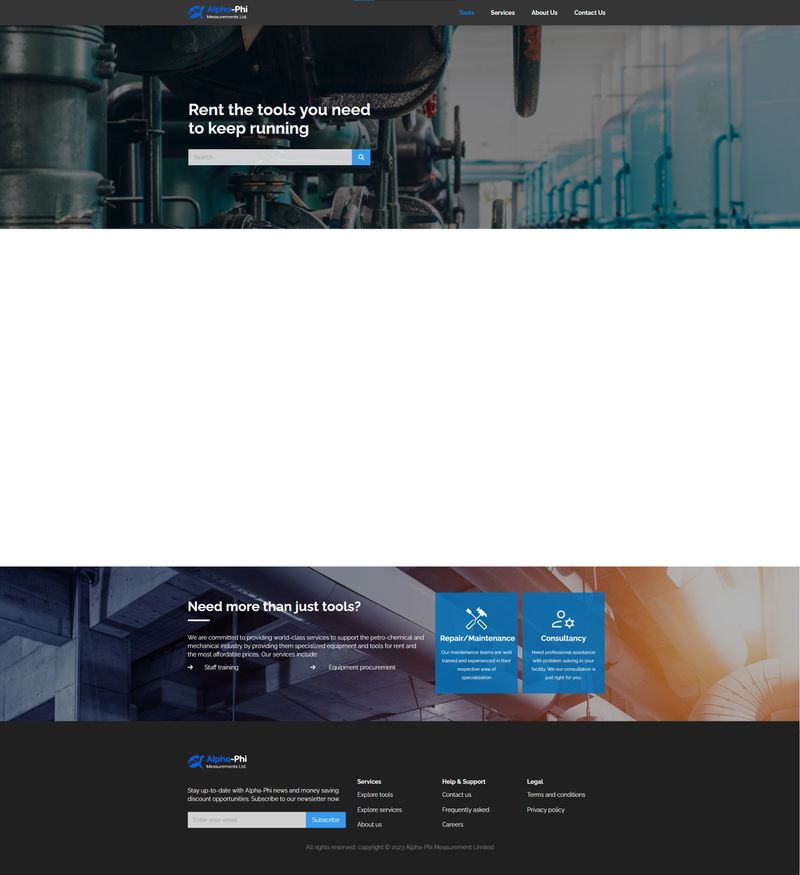 Alpha-Phi
Measurements Ltd.
Tools
Services
About Us
Contact Us
Rent the tools you need
to keep running
Search..
Need more than just tools?
We are committed to providing world-class services to support the petro-chemical and
mechanical industry by providing them specialized equipment and tools for rent and
the most affordable prices. Our services include:
Staff training
Equipment procurement
Repair/Maintenance
Our maintenance teams are well
trained and experienced in their
respective area of
specialization
Consultancy
Need professional assistance
with problem solving in your
facility. We our consultation is
just right for you.
Alpha-Phi
Measurements Ltd.
Stay up-to-date with Alpha-Phi news and money saving
discount opportunities. Subscribe to our newsletter now.
Enter your email
Subscribe
Services
Explore tools
Explore services
About us
Help & Support
Contact us
Frequently asked
Careers
Legal
Terms and conditions
Privacy policy
All rights reserved. copyright © 2023 Alpha-Phi Measurement Limited